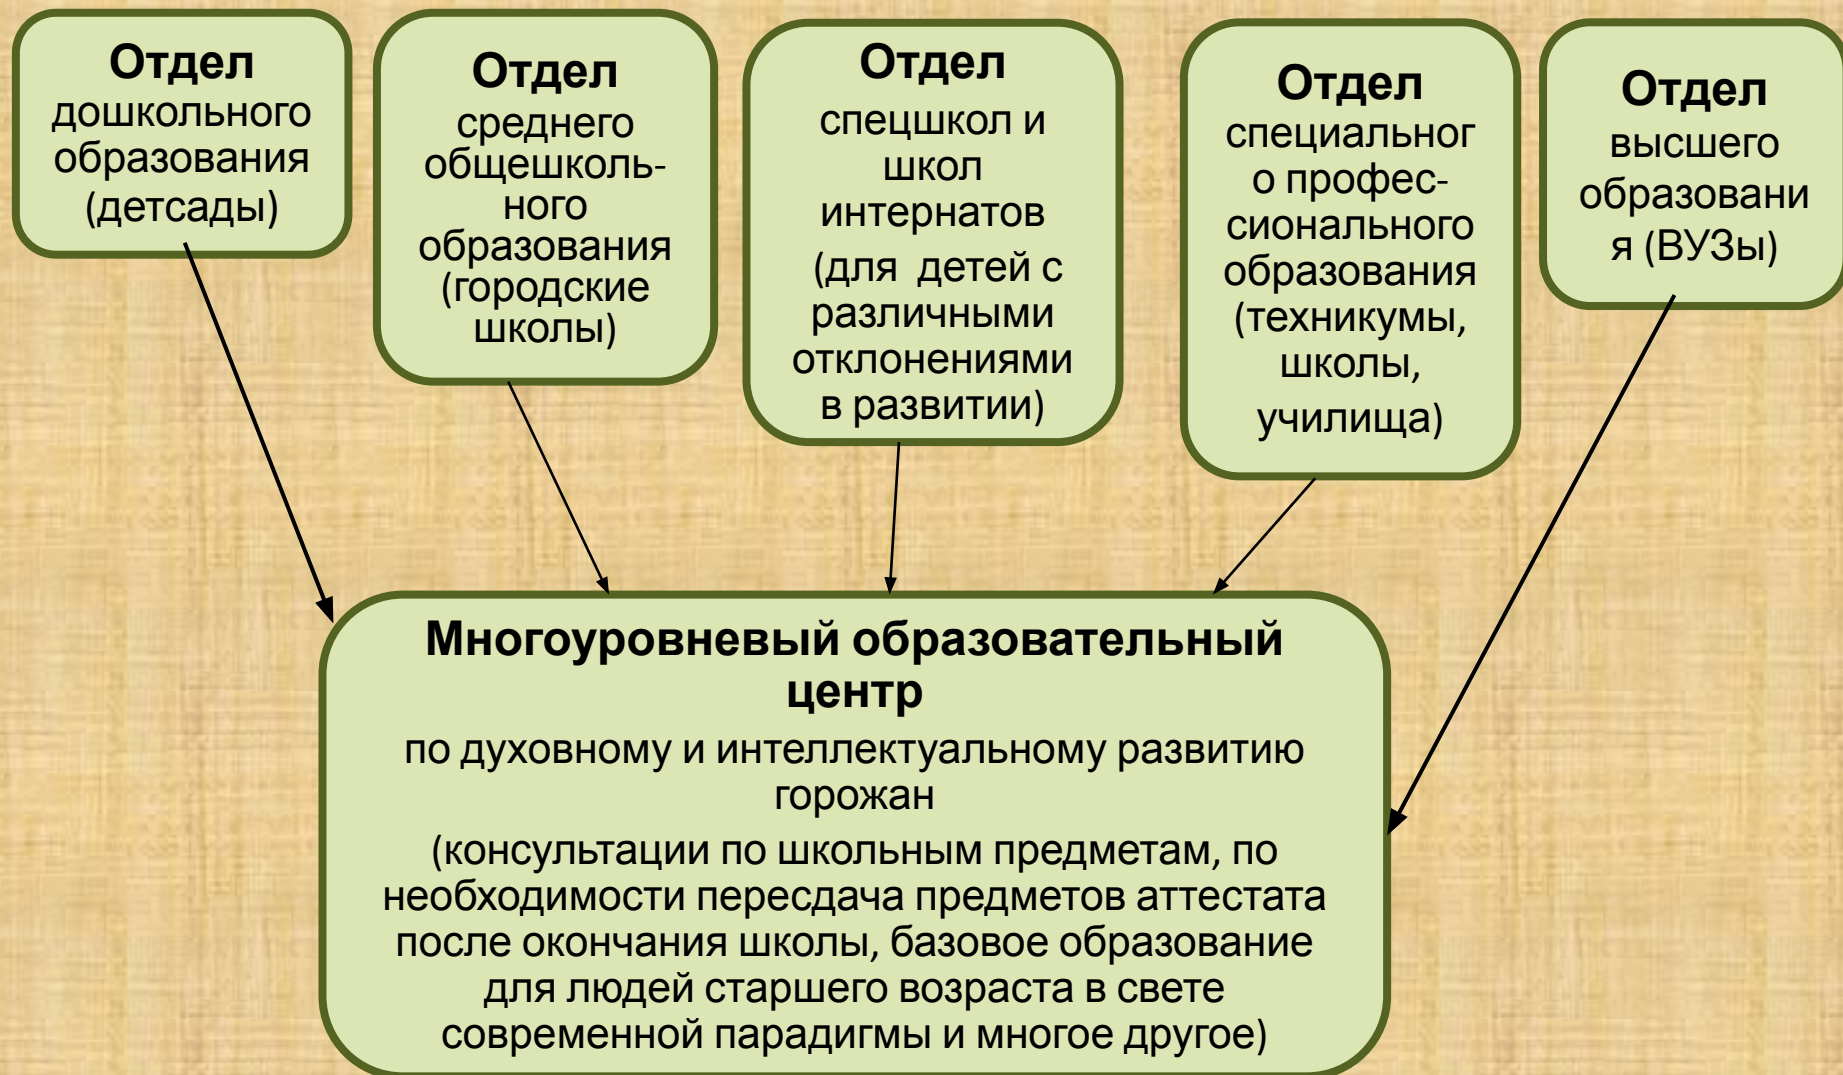 Отдел
дошкольного
образования
(детсады)
Отдел
среднего
общешколь-
ного
образования
(городские
школы)
Отдел
спецшкол и
школ
интернатов
(для детей с
различными
отклонениями
в развитии)
Отдел
специальног
о профес-
сионального
образования
(техникумы,
школы,
училища)
Отдел
высшего
образовани
я (ВУЗы)
Многоуровневый образовательный
центр
по духовному и интеллектуальному развитию
горожан
(консультации по школьным предметам, по
необходимости пересдача предметов аттестата
после окончания школы, базовое образование
для людей старшего возраста в свете
современной парадигмы и многое другое)